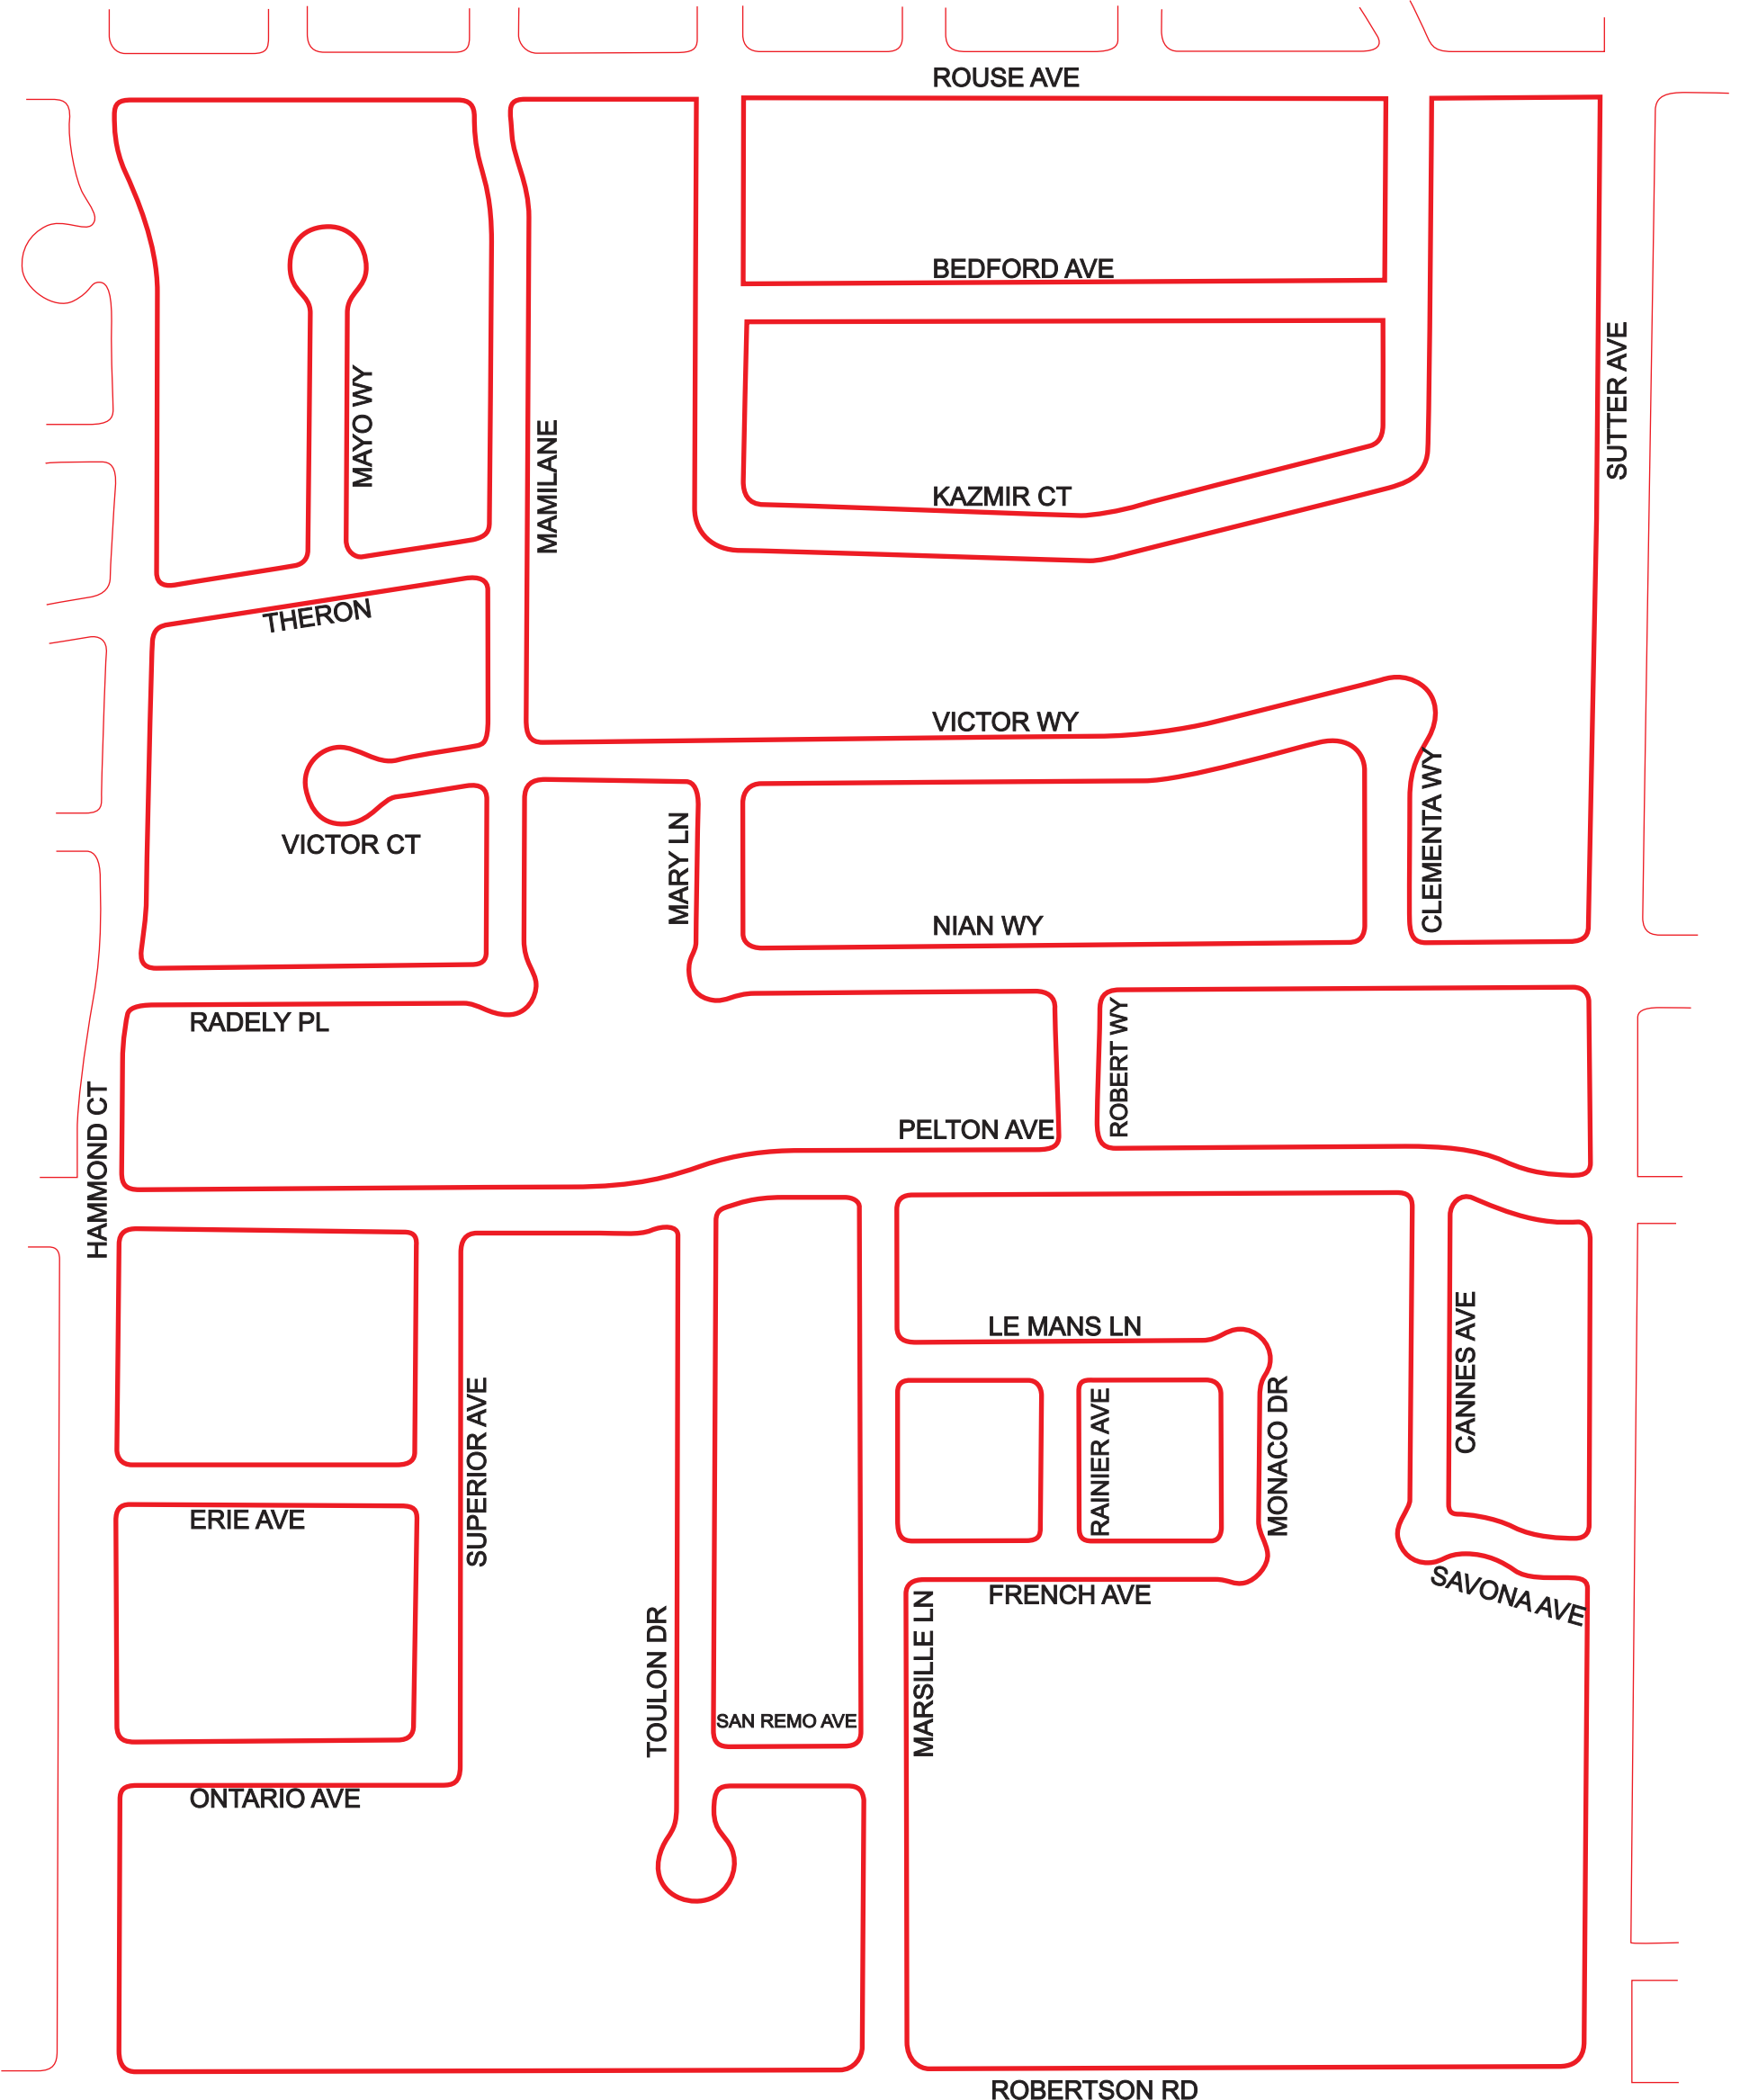 ROUSE AVE
BEDFORD AVE
SUTTER AVE
MAYO WY
MAMILANE
KAZMIR CT
THERON
VICTOR WY
CLEMENTA WY
MARY LN
VICTOR CT
NIAN WY
RADELY PL
ROBERT WY
HAMMOND CT
PELTON AVE
LE MANS LN
CANNES AVE
SUPERIOR AVE
RAINIER AVE
MONACO DR
ERIE AVE
FRENCH AVE
SAVONA AVE
TOULON DR
MARSILLE LN
SAN REMO AVE
ONTARIO AVE
ROBERTSON RD